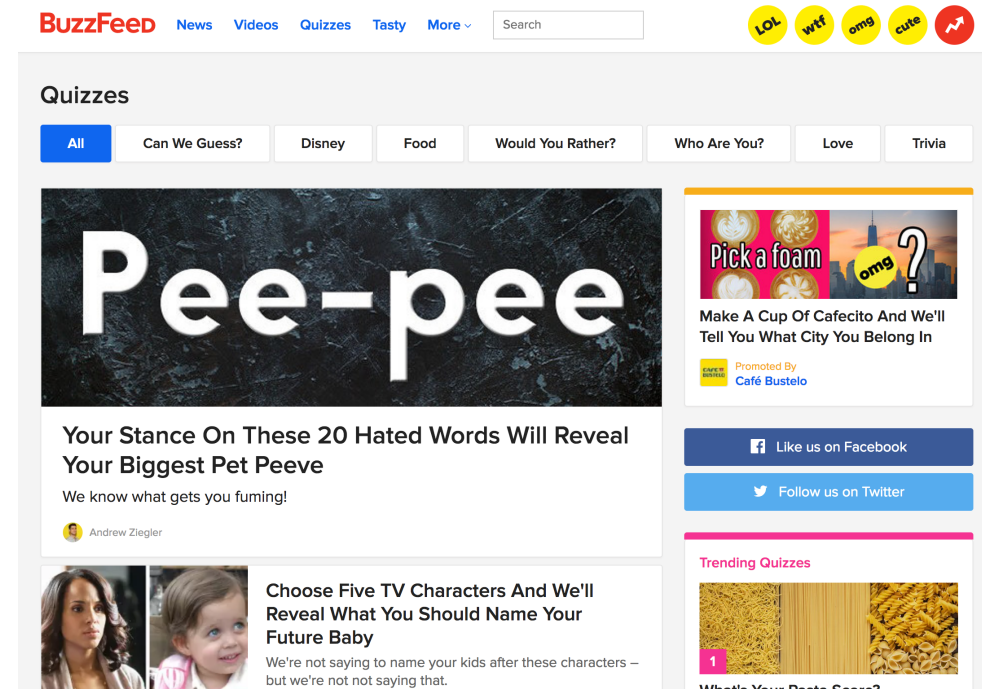 BuzzFeed News Videos Quizzes Tasty More Search LOL wtf omg cute
Quizzes
All Can We Guess? Disney Food Would You Rather? Who Are You? Love Trivia
Pee-pee
Your Stance On These 20 Hated Words Will Reveal
Your Biggest Pet Peeve
We know what gets you fuming!
Andrew Ziegler
Choose Five TV Characters And We'll
Reveal What You Should Name Your
Future Baby
We're not saying to name your kids after these characters –
but we're not not saying that.
Pick a foam omg ?
Make A Cup Of Cafecito And We'll
Tell You What City You Belong In
CAFE BUSTELO
Promoted By
Café Bustelo
Like us on Facebook
Follow us on Twitter
Trending Quizzes
1
What's Your Pasta Score?